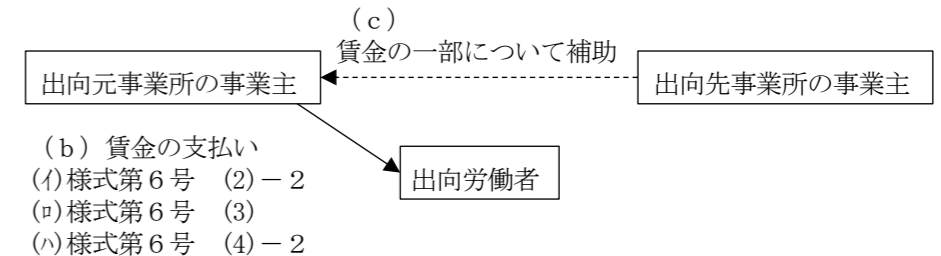 （ｃ）
賃金の一部について補助
出向元事業所の事業主
出向先事業所の事業主
（ｂ）賃金の支払い
出向労働者
(ｲ)様式第６号　(2)－２
(ﾛ)様式第６号　(3)
(ﾊ)様式第６号　(4)－２